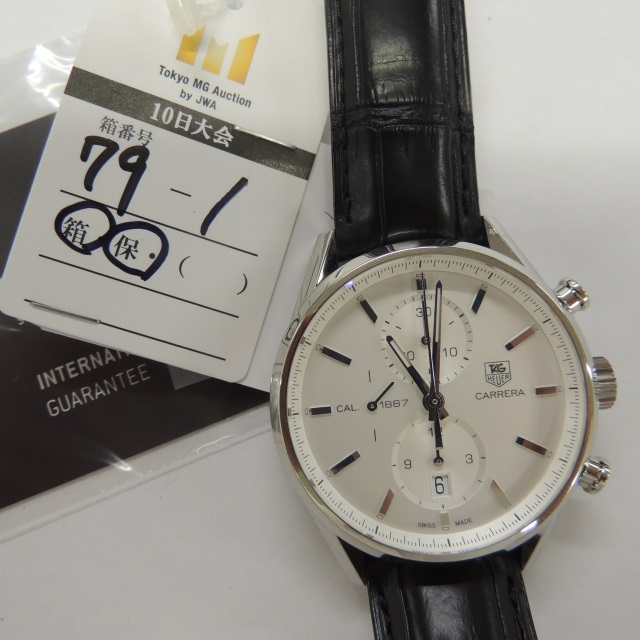 Tokyo MG Auction
by JWA
10日大会
箱番号
79-1
箱 保 ( )
INTERNAT
GUARANTEE
30
10
TAG
HEUER
CARRERA
CAL. 1887
9 3
6
SWISS MADE